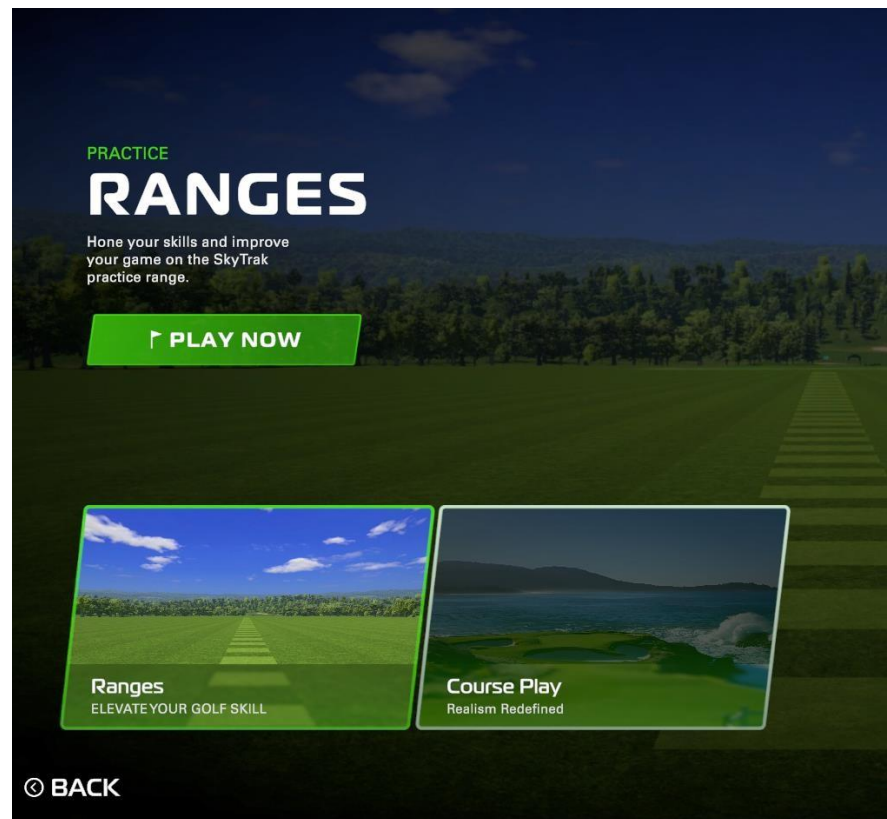 PRACTICE
RANGES
Hone your skills and improve
your game on the SkyTrak
practice range.
PLAY NOW
Ranges
ELEVATE YOUR GOLF SKILL
Course Play
Realism Redefined
BACK